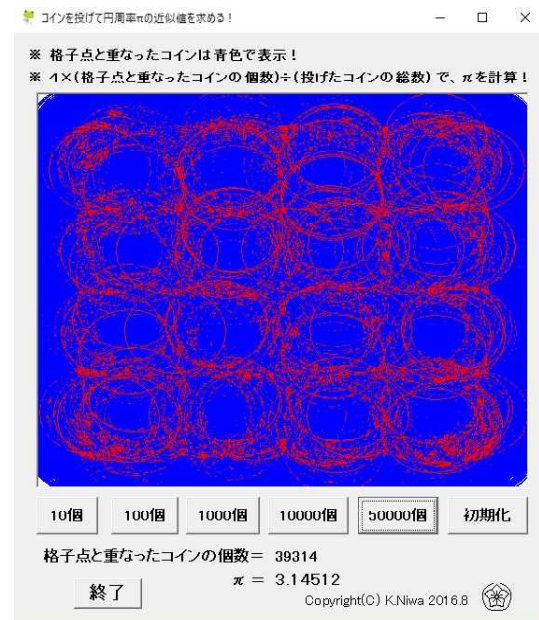 コインを投げて円周率πの近似値を求める！
※ 格子点と重なったコインは青色で表示！
※ 4×(格子点と重なったコインの個数)÷(投げたコインの総数) で、πを計算！
10個 100個 1000個 10000個 50000個 初期化
格子点と重なったコインの個数＝ 39314
π ＝ 3.14512
終了
Copyright(C) K.Niwa 2016.8